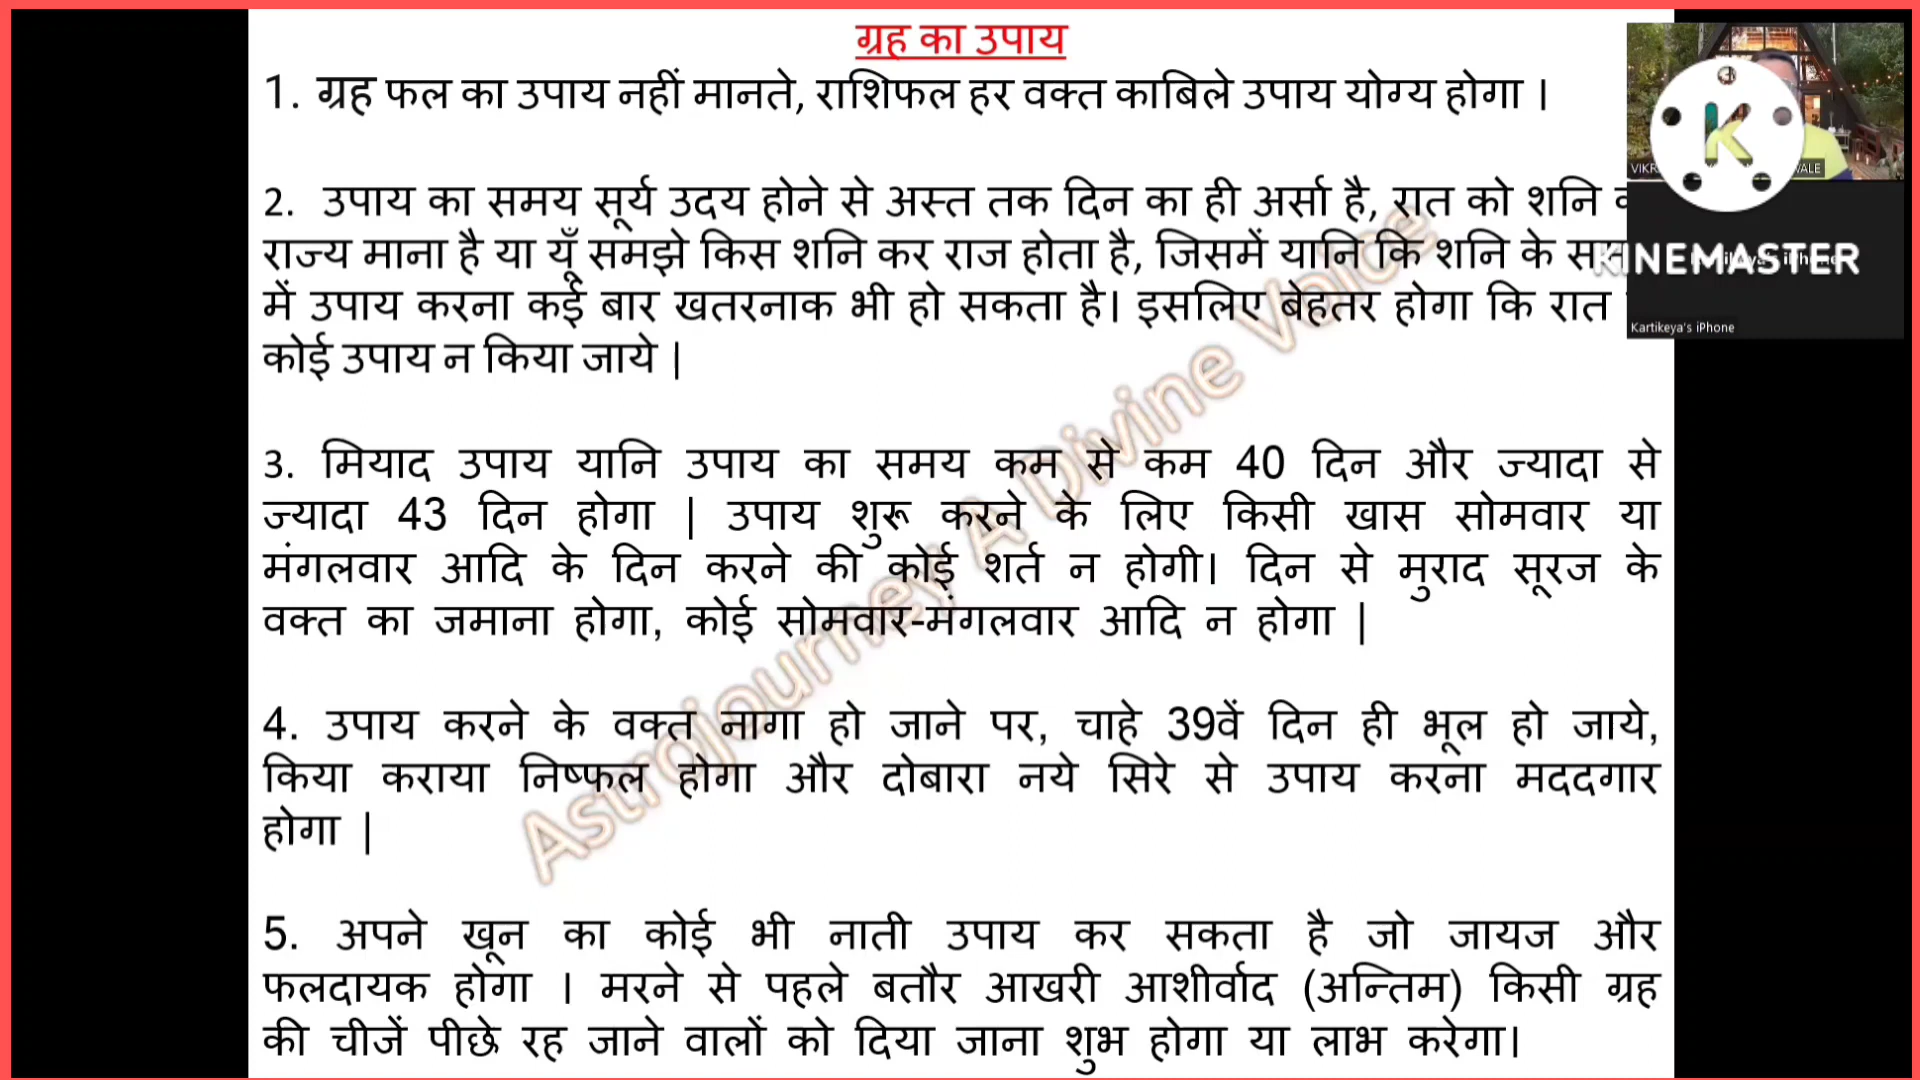 ग्रह का उपाय
1. ग्रह फल का उपाय नहीं मानते, राशिफल हर वक्त काबिले उपाय योग्य होगा ।
2. उपाय का समय सूर्य उदय होने से अस्त तक दिन का ही अर्सा है, रात को शनि
राज्य माना है या यूँ समझे किस शनि कर राज होता है, जिसमें यानि कि शनि के
में उपाय करना कई बार खतरनाक भी हो सकता है। इसलिए बेहतर होगा कि रात
कोई उपाय न किया जाये |
3. मियाद उपाय यानि उपाय का समय कम से कम 40 दिन और ज्यादा से
ज्यादा 43 दिन होगा | उपाय शुरू करने के लिए किसी खास सोमवार या
मंगलवार आदि के दिन करने की कोई शर्त न होगी। दिन से मुराद सूरज के
वक्त का जमाना होगा, कोई सोमवार-मंगलवार आदि न होगा |
4. उपाय करने के वक्त नागा हो जाने पर, चाहे 39वें दिन ही भूल हो जाये,
किया कराया निष्फल होगा और दोबारा नये सिरे से उपाय करना मददगार
होगा |
5. अपने खून का कोई भी नाती उपाय कर सकता है जो जायज और
फलदायक होगा । मरने से पहले बतौर आखरी आशीर्वाद (अन्तिम) किसी ग्रह
की चीजें पीछे रह जाने वालों को दिया जाना शुभ होगा या लाभ करेगा।
Astrojourney A Divine Voice
K
KINEMASTER
Kartikeya's iPhone